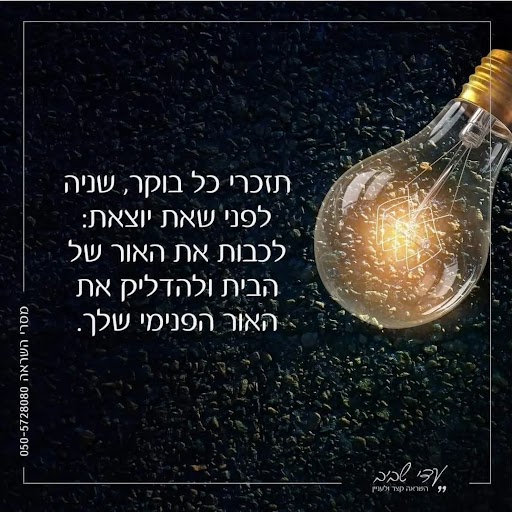 תזכרי כל בוקר, שניה
לפני שאת יוצאת:
לכבות את האור של
הבית ולהדליק את
האור הפנימי שלך.
מסרי השראה 050-5728080
עדי שביב
השראה קצר ולעניין